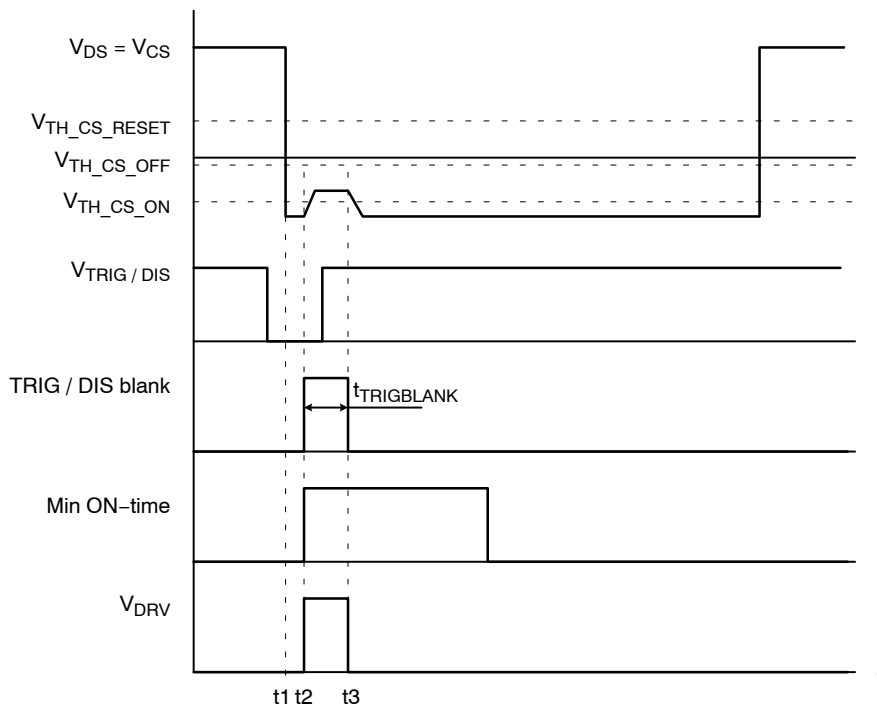 V_DS = V_CS
V_TH_CS_RESET
V_TH_CS_OFF
V_TH_CS_ON
V_TRIG / DIS
TRIG / DIS blank
t_TRIGBLANK
Min ON−time
V_DRV
t1 t2 t3